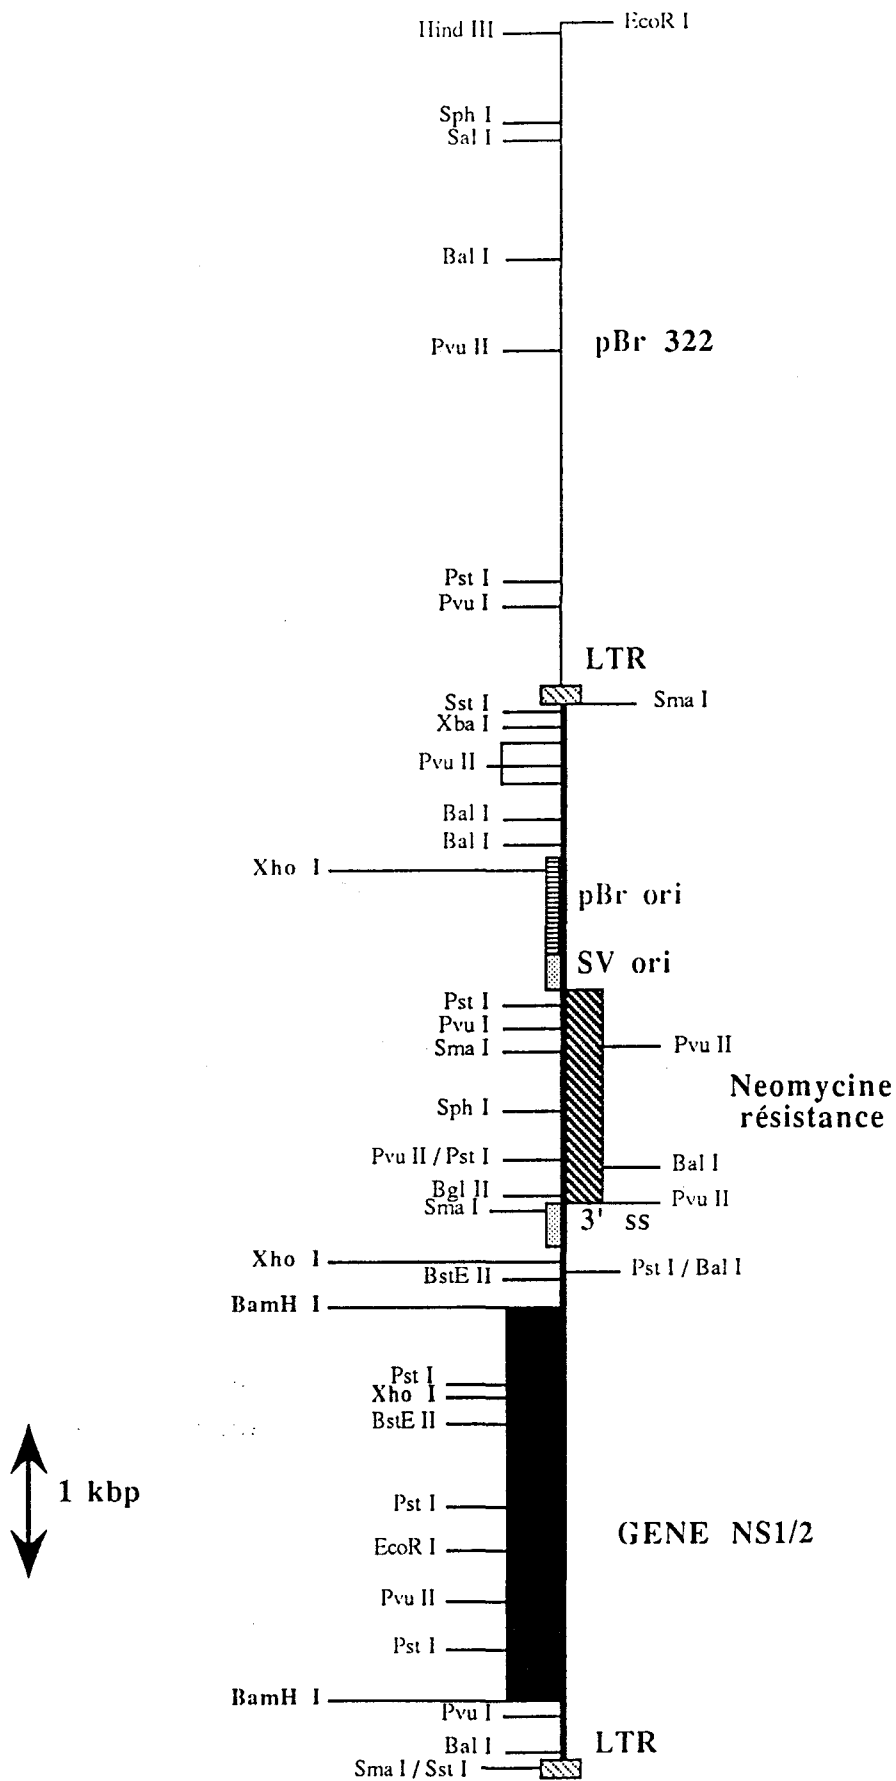 EcoR I
Hind III
Sph I
Sal I
Bal I
pBr 322
Pvu II
Pst I
Pvu I
LTR
Sst I
Sma I
Xba I
Pvu II
Bal I
Bal I
Xho I
pBr ori
SV ori
Pst I
Pvu I
Sma I
Pvu II
Neomycine
résistance
Sph I
Pvu II / Pst I
Bal I
Bgl II
Pvu II
Sma I
3' ss
Xho I
Pst I / Bal I
BstE II
BamH I
Pst I
Xho I
BstE II
1 kbp
Pst I
GENE NS1/2
EcoR I
Pvu II
Pst I
BamH I
Pvu I
Bal I
LTR
Sma I / Sst I